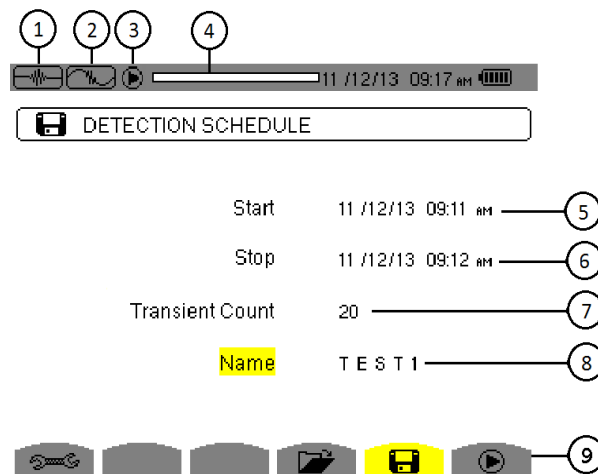 1 2 3 4
11 /12/13 09:17 AM
DETECTION SCHEDULE
Start 11 /12/13 09:11 AM 5
Stop 11 /12/13 09:12 AM 6
Transient Count 20 7
Name T E S T 1 8
9